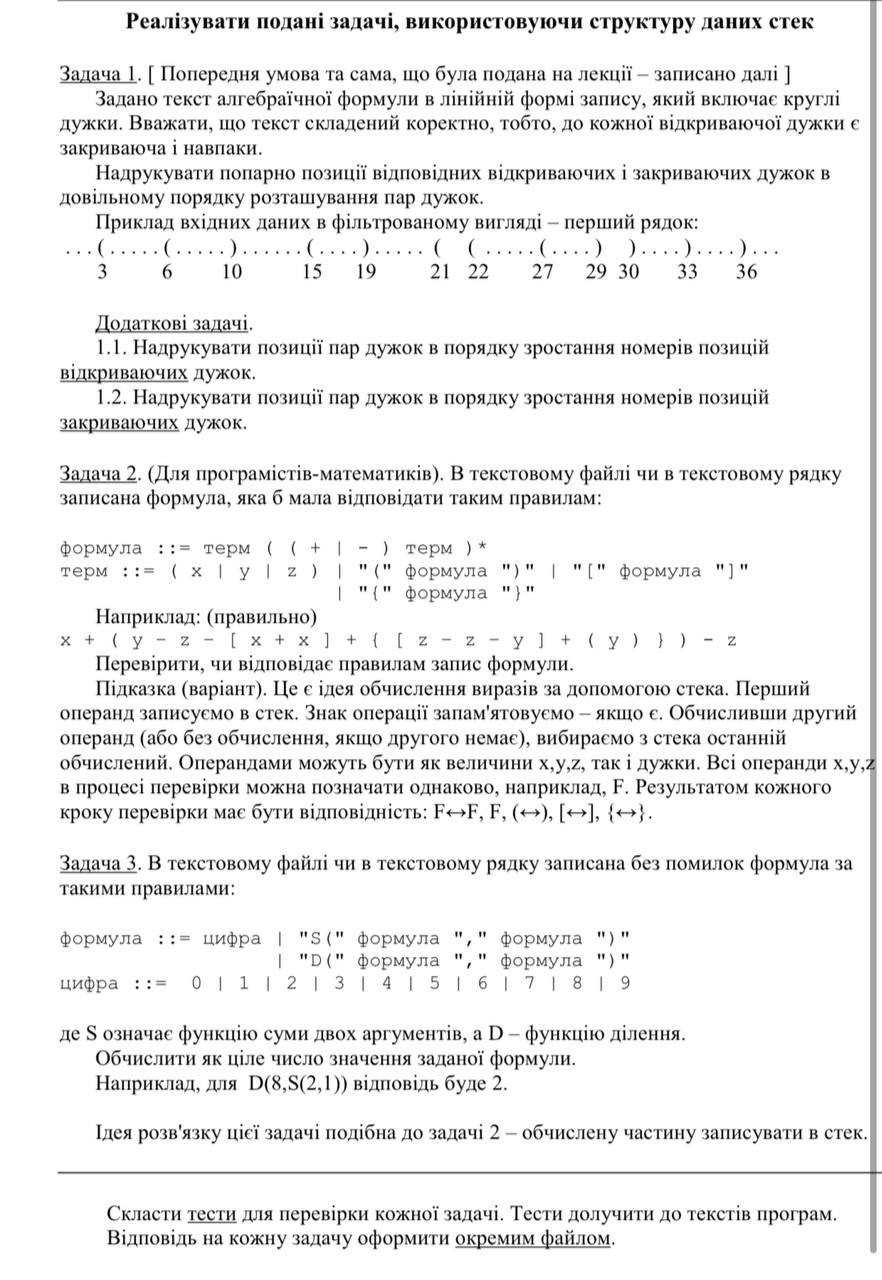 Реалізувати подані задачі, використовуючи структуру даних стек
Задача 1. [ Попередня умова та сама, що була подана на лекції – записано далі ]
Задано текст алгебраїчної формули в лінійній формі запису, який включає круглі
дужки. Вважати, що текст складений коректно, тобто, до кожної відкриваючої дужки є
закриваюча і навпаки.
Надрукувати попарно позиції відповідних відкриваючих і закриваючих дужок в
довільному порядку розташування пар дужок.
Приклад вхідних даних в фільтрованому вигляді – перший рядок:
. . . ( . . . . . ( . . . . . ) . . . . . . ( . . . . ) . . . . . ( ( . . . . . ( . . . . ) ) . . . . ) . . . . ) . . .
3 6 10 15 19 21 22 27 29 30 33 36
Додаткові задачі.
1.1. Надрукувати позиції пар дужок в порядку зростання номерів позицій
відкриваючих дужок.
1.2. Надрукувати позиції пар дужок в порядку зростання номерів позицій
закриваючих дужок.
Задача 2. (Для програмістів-математиків). В текстовому файлі чи в текстовому рядку
записана формула, яка б мала відповідати таким правилам:
формула ::= терм ( ( + | - ) терм )*
терм ::= ( x | y | z ) | "(" формула ")" | "[" формула "]"
| "{" формула "}"
Наприклад: (правильно)
x + ( y - z - [ x + x ] + { [ z - z - y ] + ( y ) } ) - z
Перевірити, чи відповідає правилам запис формули.
Підказка (варіант). Це є ідея обчислення виразів за допомогою стека. Перший
операнд записуємо в стек. Знак операції запам'ятовуємо – якщо є. Обчисливши другий
операнд (або без обчислення, якщо другого немає), вибираємо з стека останній
обчислений. Операндами можуть бути як величини x,y,z, так і дужки. Всі операнди x,y,z
в процесі перевірки можна позначати однаково, наприклад, F. Результатом кожного
кроку перевірки має бути відповідність: F↔F, F, (↔), [↔], {↔}.
Задача 3. В текстовому файлі чи в текстовому рядку записана без помилок формула за
такими правилами:
формула ::= цифра | "S(" формула "," формула ")"
| "D(" формула "," формула ")"
цифра ::= 0 | 1 | 2 | 3 | 4 | 5 | 6 | 7 | 8 | 9
де S означає функцію суми двох аргументів, а D – функцію ділення.
Обчислити як ціле число значення заданої формули.
Наприклад, для D(8,S(2,1)) відповідь буде 2.
Ідея розв'язку цієї задачі подібна до задачі 2 – обчислену частину записувати в стек.
Скласти тести для перевірки кожної задачі. Тести долучити до текстів програм.
Відповідь на кожну задачу оформити окремим файлом.